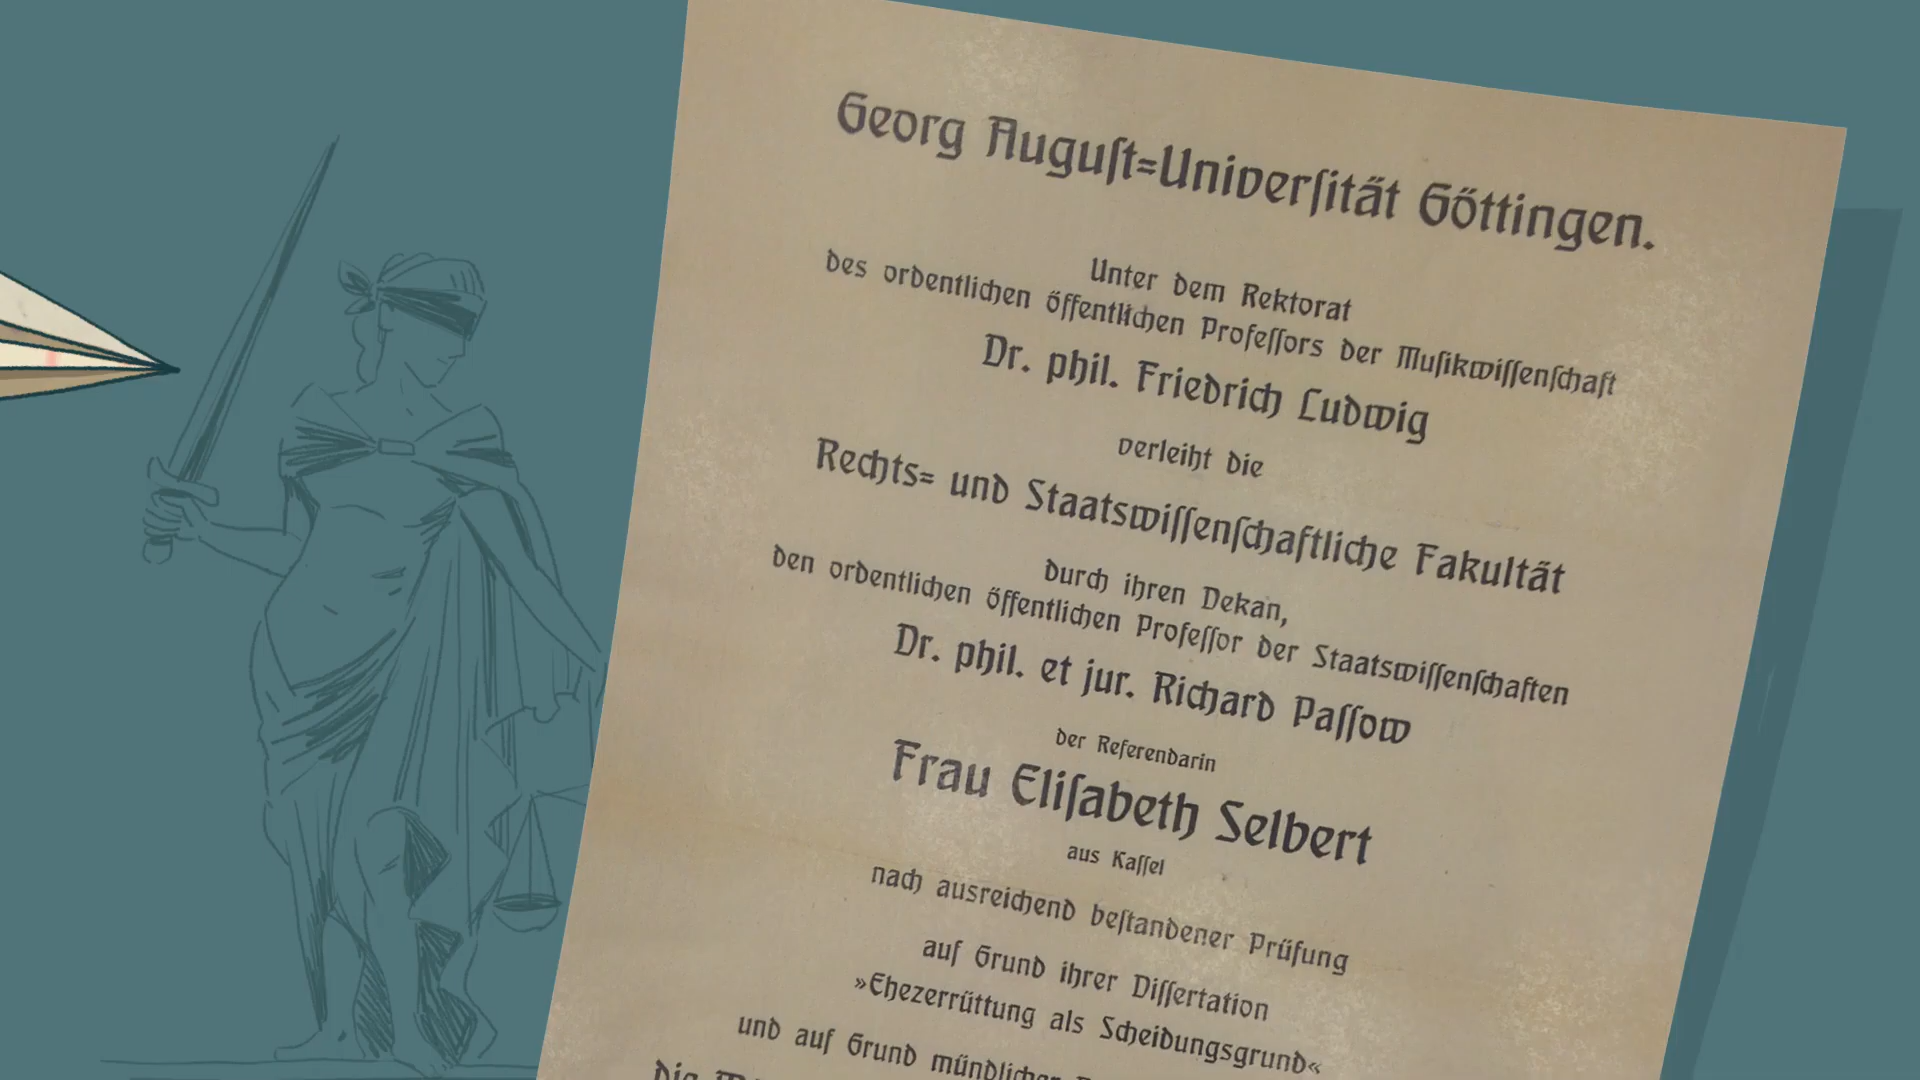 Georg August=Universität Göttingen.
Unter dem Rektorat
des ordentlichen öffentlichen Professors der Musikwissenschaft
Dr. phil. Friedrich Ludwig
verleiht die
Rechts= und Staatswissenschaftliche Fakultät
durch ihren Dekan,
den ordentlichen öffentlichen Professor der Staatswissenschaften
Dr. phil. et jur. Richard Passow
der Referendarin
Frau Elisabeth Selbert
aus Kassel
nach ausreichend bestandener Prüfung
auf Grund ihrer Dissertation
»Ehezerrüttung als Scheidungsgrund«
und auf Grund mündlicher
die